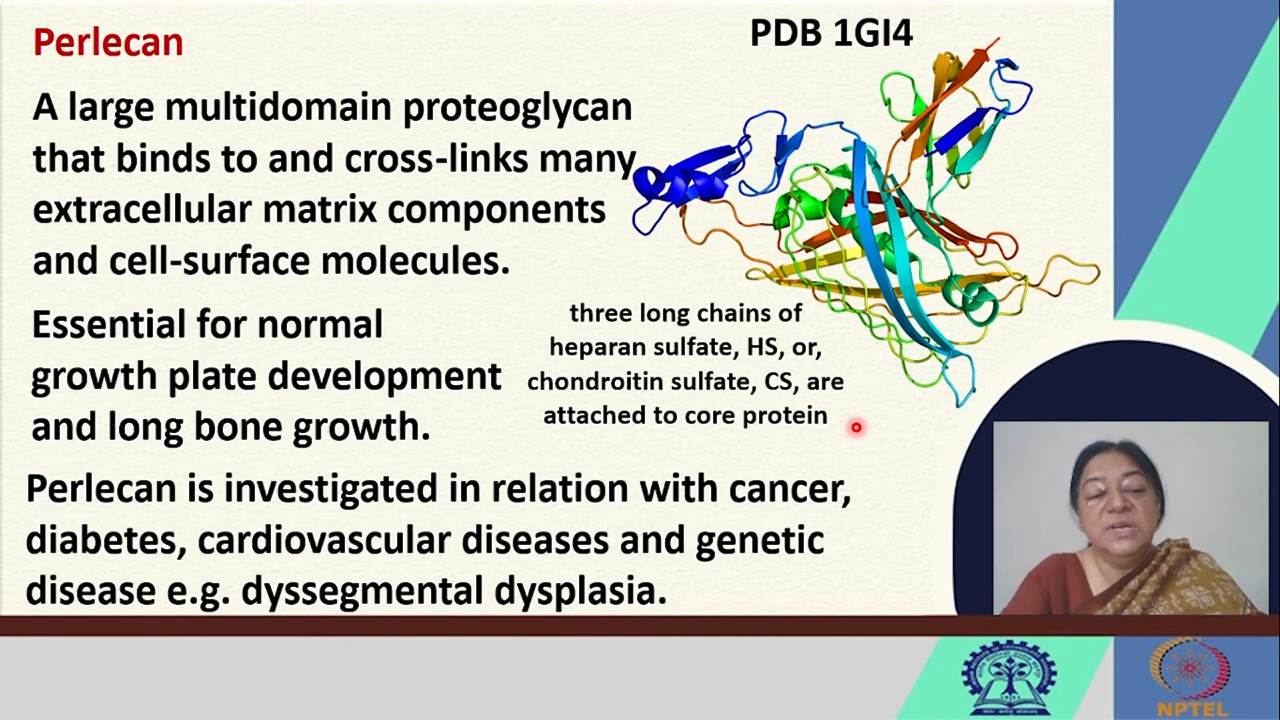 Perlecan
PDB 1GI4
A large multidomain proteoglycan
that binds to and cross-links many
extracellular matrix components
and cell-surface molecules.
Essential for normal
growth plate development
and long bone growth.
three long chains of
heparan sulfate, HS, or,
chondroitin sulfate, CS, are
attached to core protein
Perlecan is investigated in relation with cancer,
diabetes, cardiovascular diseases and genetic
disease e.g. dyssegmental dysplasia.
NPTEL